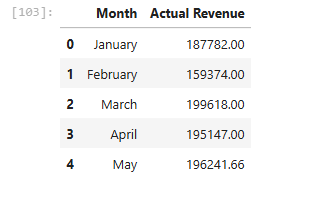 [103]:
Month Actual Revenue
0 January 187782.00
1 February 159374.00
2 March 199618.00
3 April 195147.00
4 May 196241.66